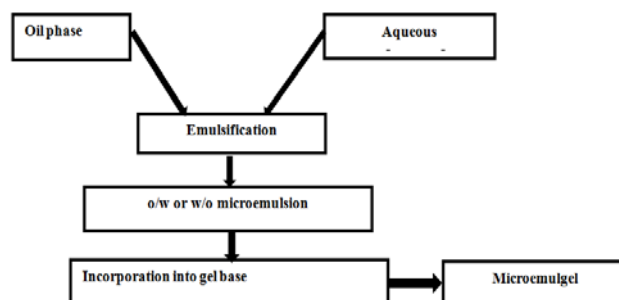 Oil phase
Aqueous
Emulsification
o/w or w/o microemulsion
Incorporation into gel base
Microemulgel